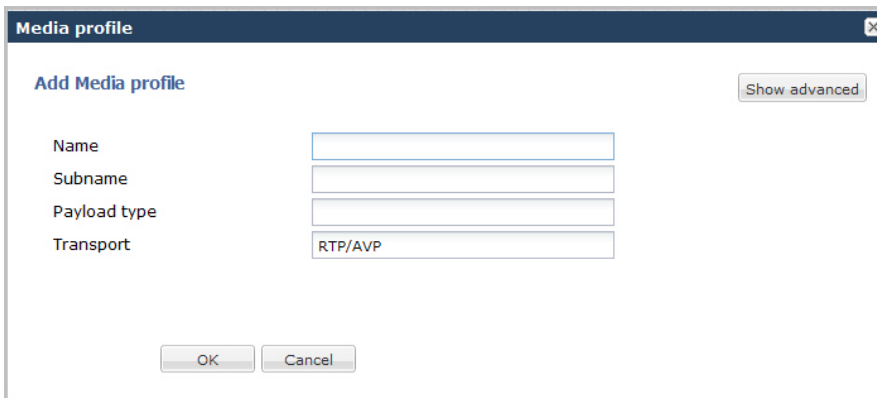 Media profile
Add Media profile
Show advanced
Name
Subname
Payload type
Transport RTP/AVP
OK Cancel